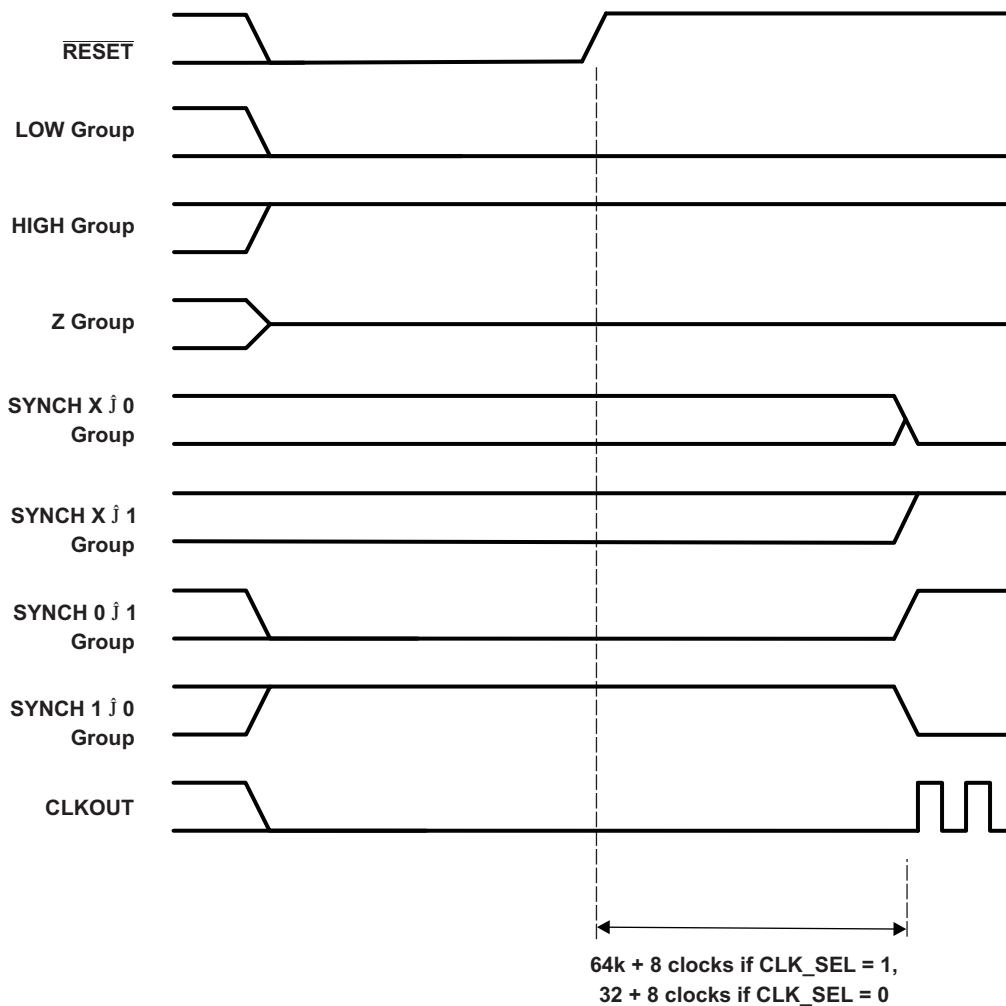 RESET
LOW Group
HIGH Group
Z Group
SYNCH X Ĵ 0
Group
SYNCH X Ĵ 1
Group
SYNCH 0 Ĵ 1
Group
SYNCH 1 Ĵ 0
Group
CLKOUT
64k + 8 clocks if CLK_SEL = 1,
32 + 8 clocks if CLK_SEL = 0